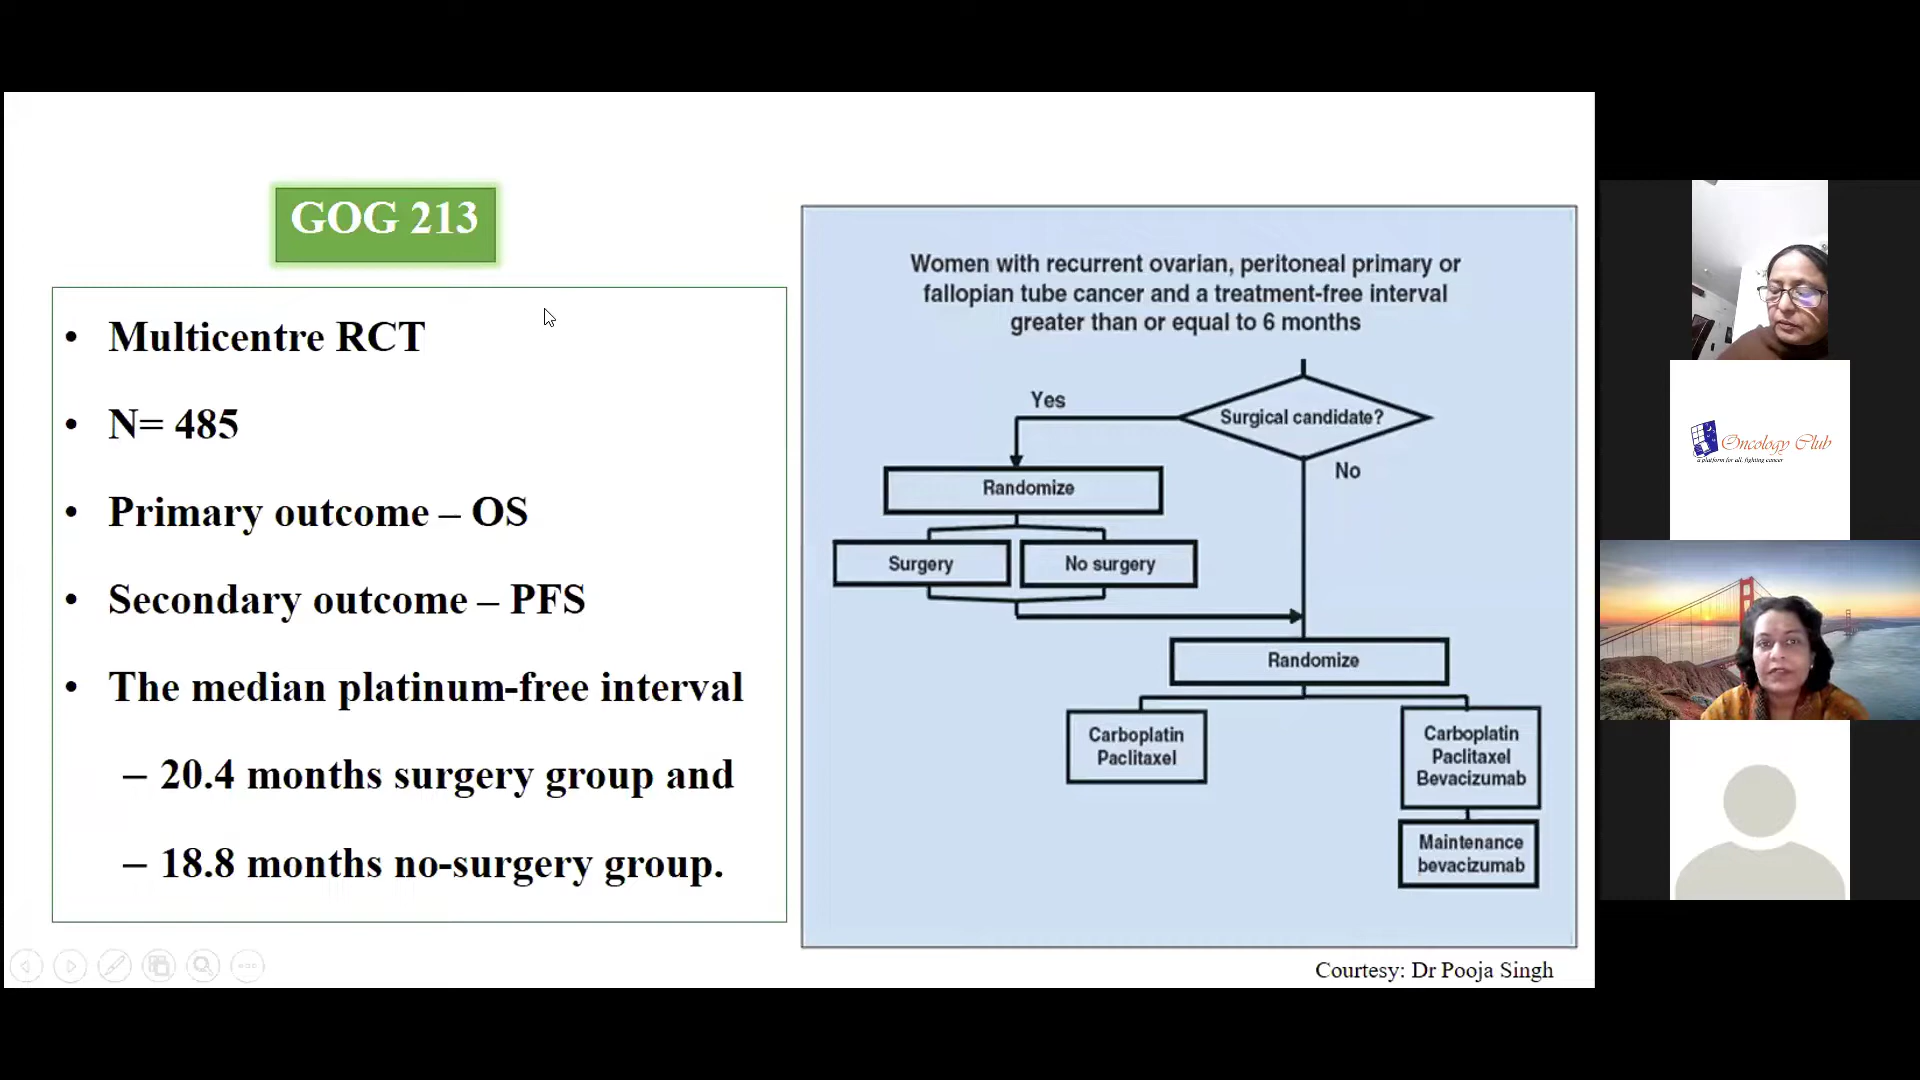 GOG 213
• Multicentre RCT
• N= 485
• Primary outcome – OS
• Secondary outcome – PFS
• The median platinum-free interval
– 20.4 months surgery group and
– 18.8 months no-surgery group.
Women with recurrent ovarian, peritoneal primary or
fallopian tube cancer and a treatment-free interval
greater than or equal to 6 months
Yes
Surgical candidate?
No
Randomize
Surgery
No surgery
Randomize
Carboplatin
Paclitaxel
Carboplatin
Paclitaxel
Bevacizumab
Maintenance
bevacizumab
Courtesy: Dr Pooja Singh
Oncology Club
a platform for all, fighting cancer